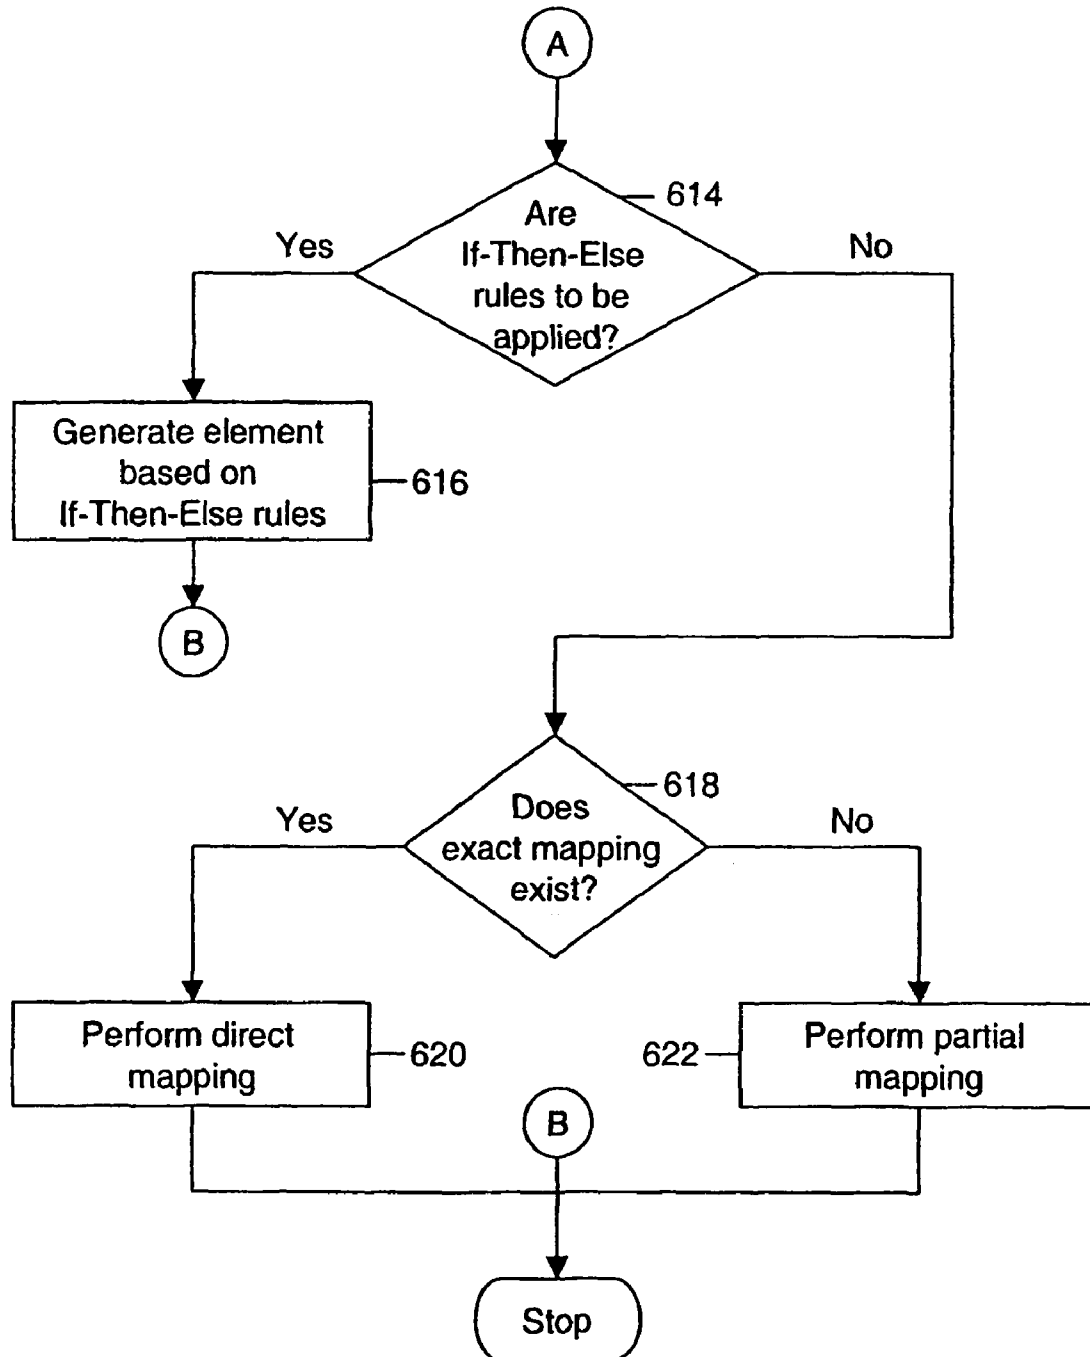 A
614
Are
If-Then-Else
rules to be
applied?
Yes
No
Generate element
based on
If-Then-Else rules
616
B
618
Does
exact mapping
exist?
Yes
No
Perform direct
mapping
620
622
Perform partial
mapping
B
Stop